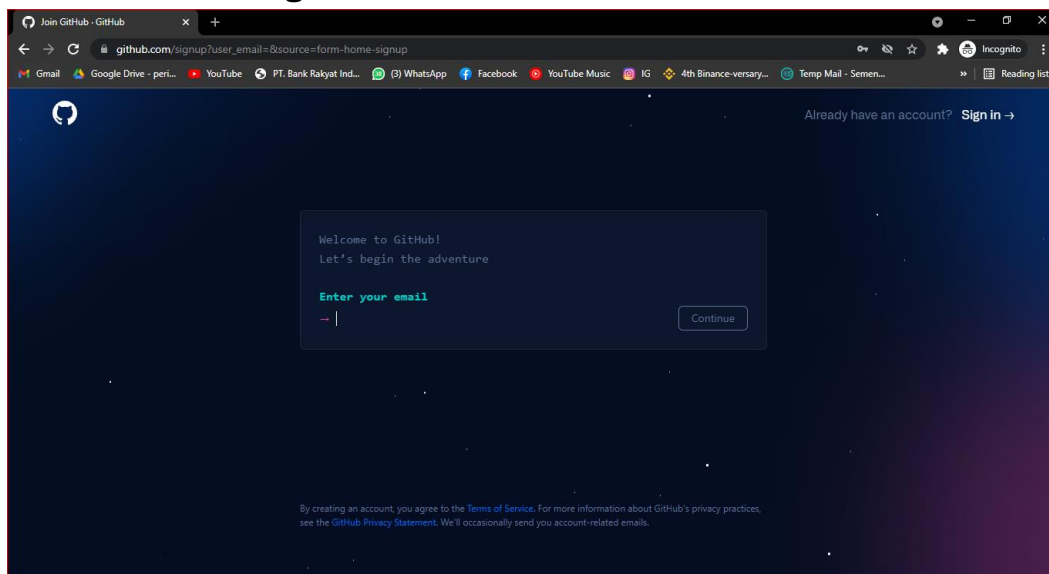 Join GitHub · GitHub
github.com/signup?user_email=&source=form-home-signup
Incognito
Gmail Google Drive - peri... YouTube PT. Bank Rakyat Ind... (3) WhatsApp Facebook YouTube Music IG 4th Binance-versary... Temp Mail - Semen... » Reading list
Already have an account? Sign in →
Welcome to GitHub!
Let's begin the adventure
Enter your email
→
Continue
By creating an account, you agree to the Terms of Service. For more information about GitHub's privacy practices,
see the GitHub Privacy Statement. We'll occasionally send you account-related emails.